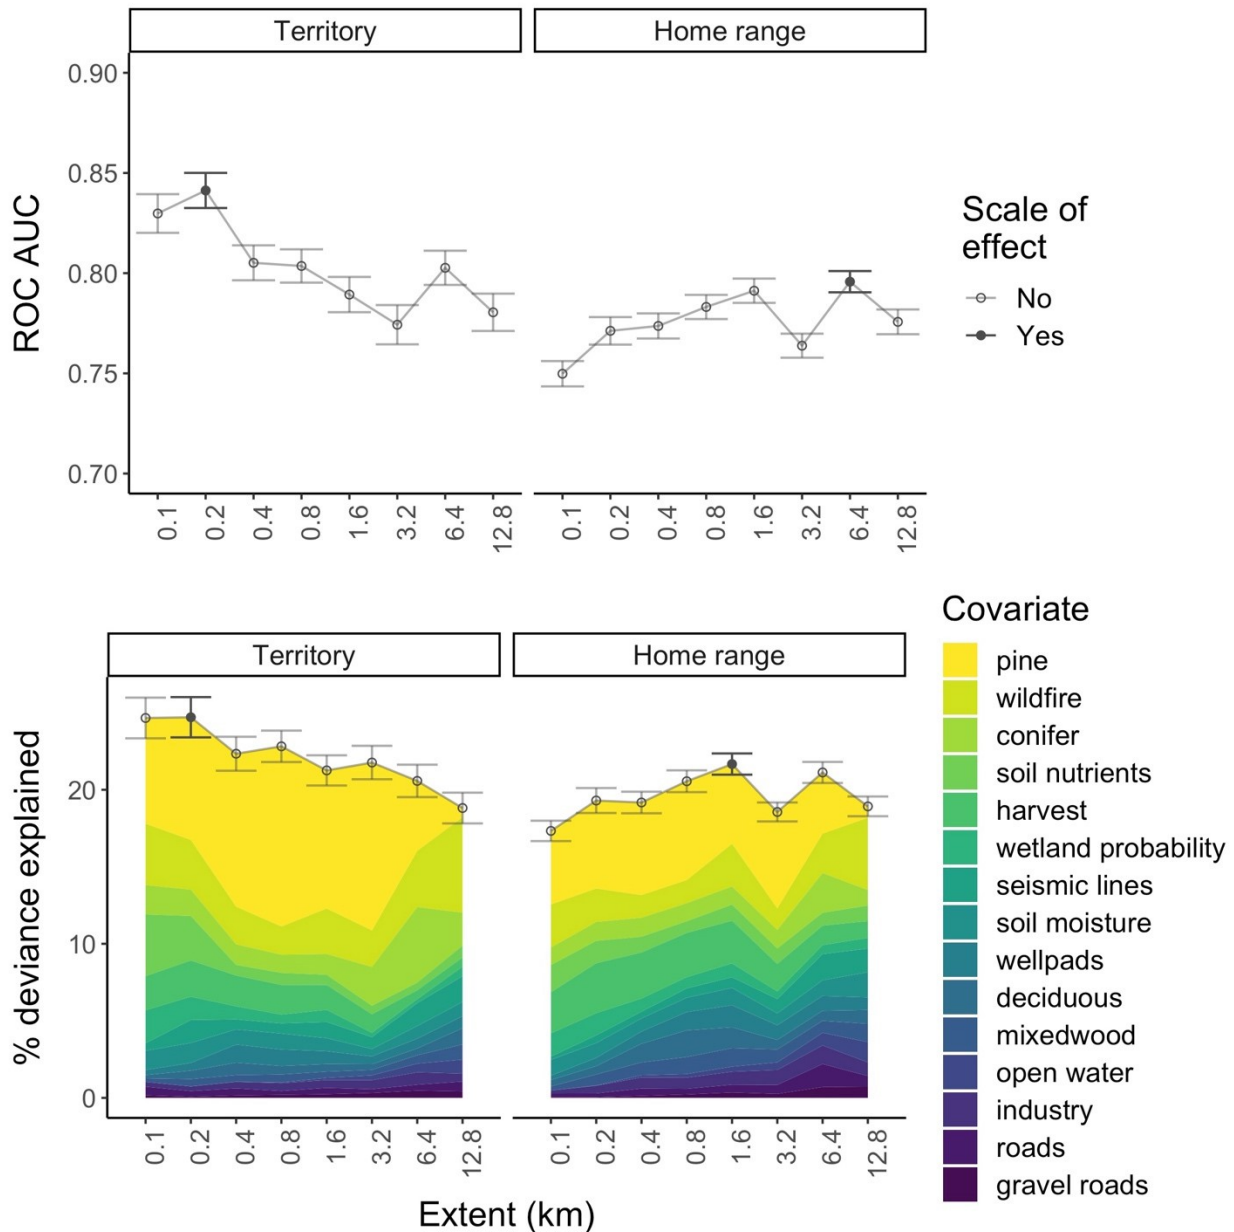 Territory
Home range
0.90
0.85
0.80
0.75
0.70
ROC AUC
0.1 0.2 0.4 0.8 1.6 3.2 6.4 12.8
0.1 0.2 0.4 0.8 1.6 3.2 6.4 12.8
Scale of
effect
No
Yes
Territory
Home range
20
10
0
% deviance explained
0.1 0.2 0.4 0.8 1.6 3.2 6.4 12.8
0.1 0.2 0.4 0.8 1.6 3.2 6.4 12.8
Extent (km)
Covariate
pine
wildfire
conifer
soil nutrients
harvest
wetland probability
seismic lines
soil moisture
wellpads
deciduous
mixedwood
open water
industry
roads
gravel roads